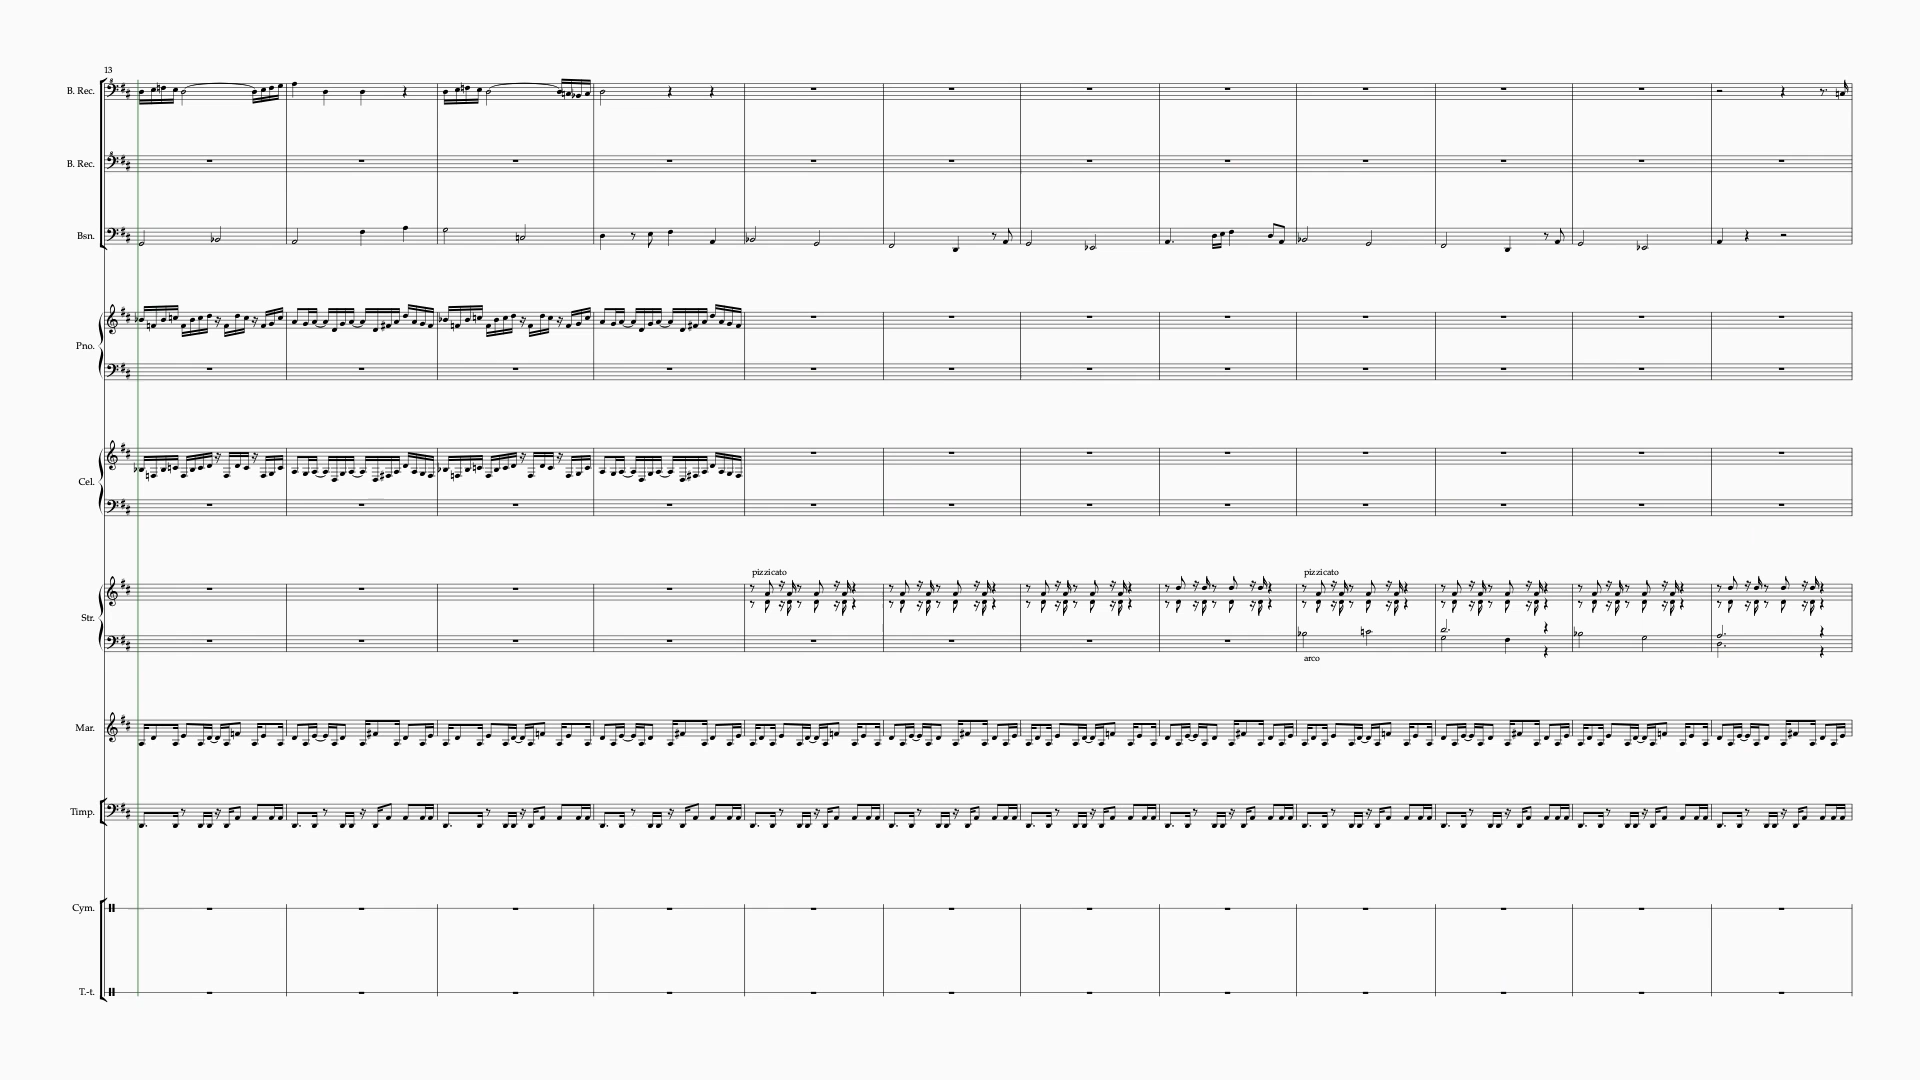 13
B. Rec.
B. Rec.
Bsn.
Pno.
Cel.
pizzicato
pizzicato
Str.
arco
Mar.
Timp.
Cym.
T.-t.